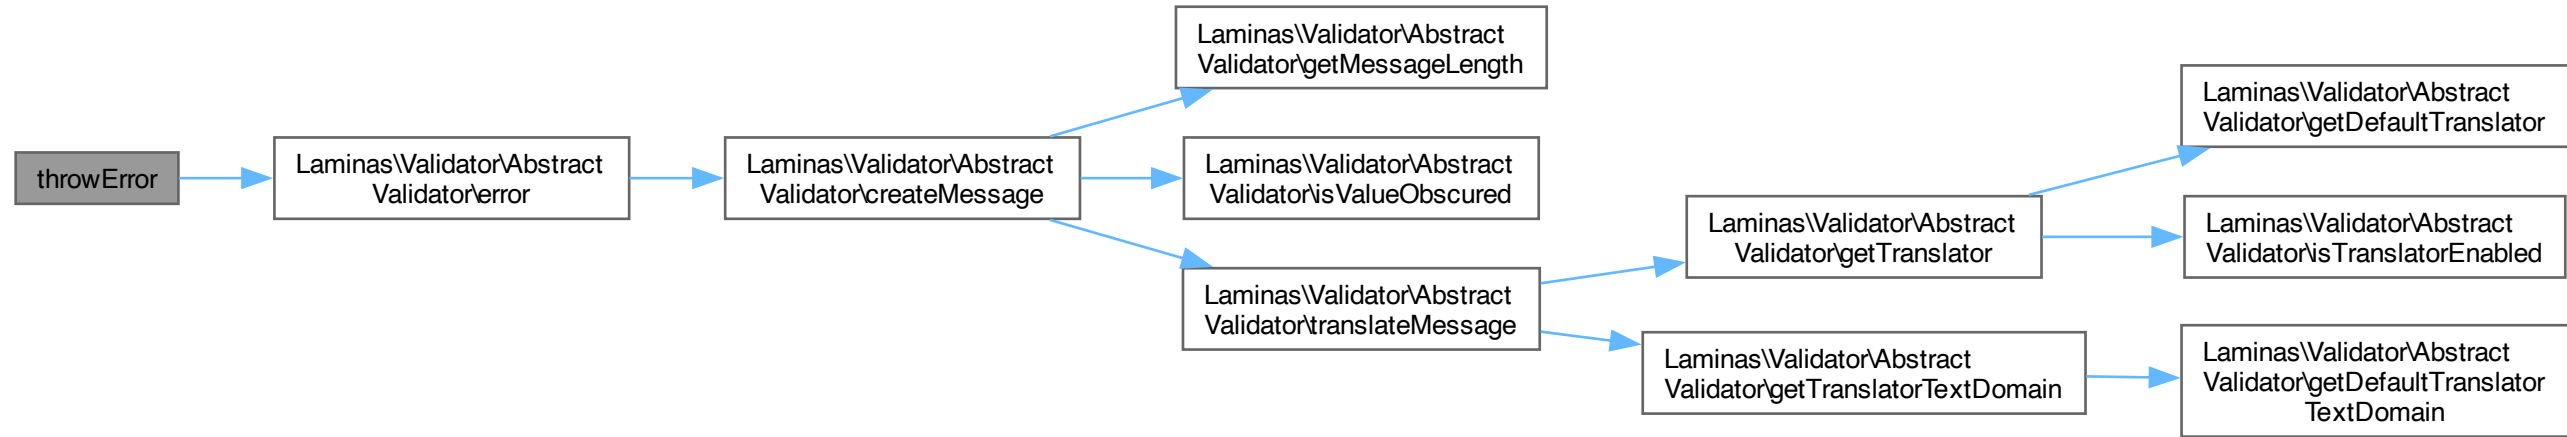 throwError
Laminas\Validator\Abstract
Validator\error
Laminas\Validator\Abstract
Validator\createMessage
Laminas\Validator\Abstract
Validator\getMessageLength
Laminas\Validator\Abstract
Validator\isValueObscured
Laminas\Validator\Abstract
Validator\translateMessage
Laminas\Validator\Abstract
Validator\getTranslator
Laminas\Validator\Abstract
Validator\getTranslatorTextDomain
Laminas\Validator\Abstract
Validator\getDefaultTranslator
Laminas\Validator\Abstract
Validator\isTranslatorEnabled
Laminas\Validator\Abstract
Validator\getDefaultTranslator
TextDomain